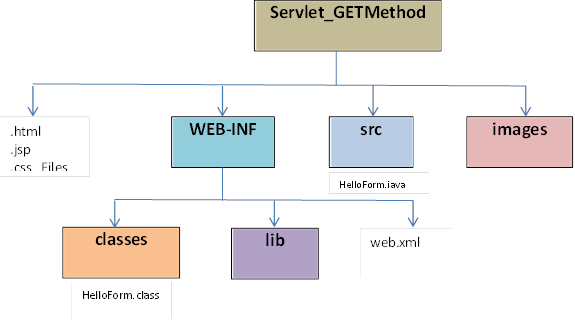 Servlet_GETMethod
.html
.jsp
.css Files
WEB-INF
src
images
HelloForm.java
classes
lib
web.xml
HelloForm.class